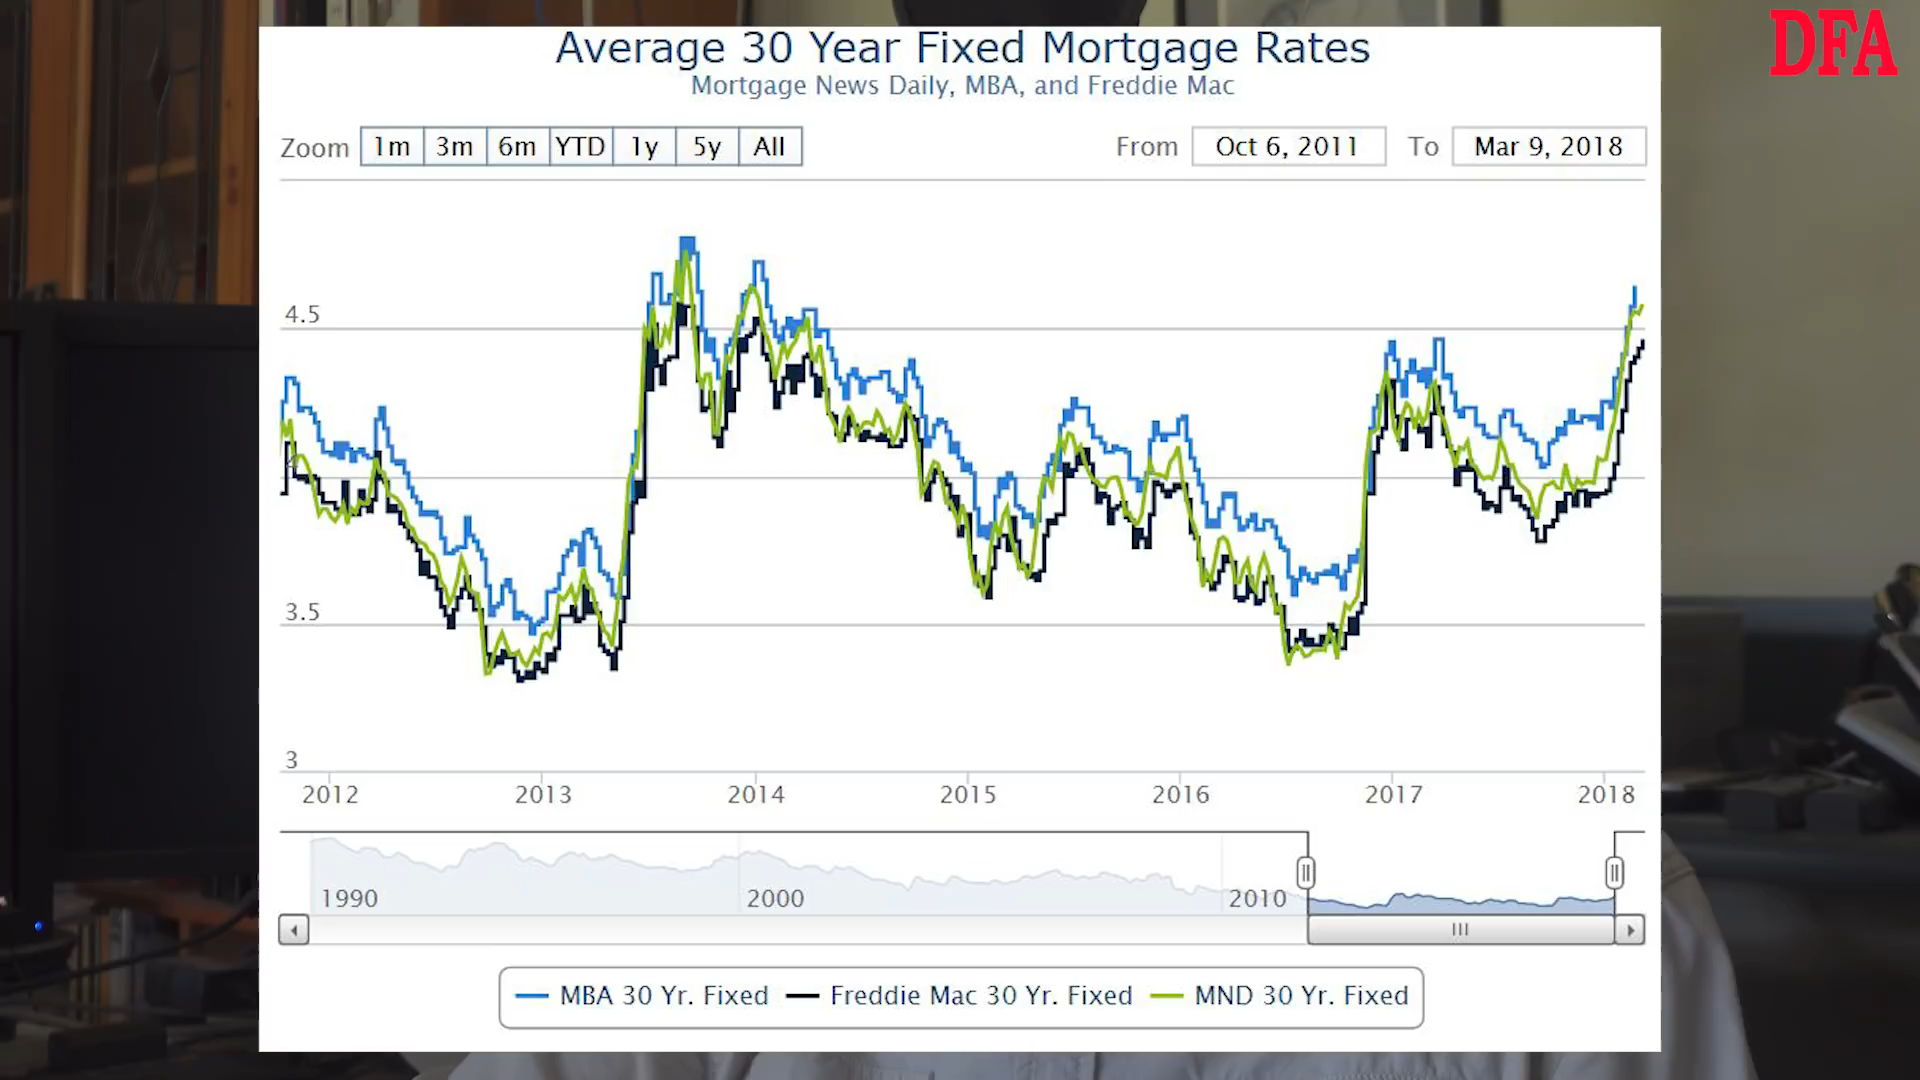 DFA
Average 30 Year Fixed Mortgage Rates
Mortgage News Daily, MBA, and Freddie Mac
Zoom 1m 3m 6m YTD 1y 5y All From Oct 6, 2011 To Mar 9, 2018
4.5
4
3.5
3
2012 2013 2014 2015 2016 2017 2018
1990 2000 2010
MBA 30 Yr. Fixed Freddie Mac 30 Yr. Fixed MND 30 Yr. Fixed